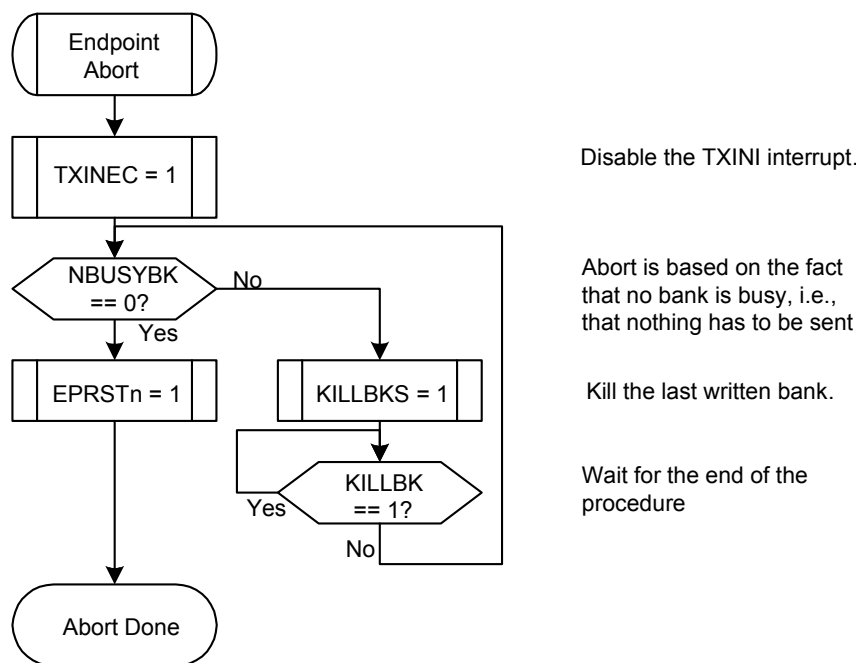 Endpoint
Abort
TXINEC = 1
Disable the TXINI interrupt.
NBUSYBK
== 0?
No
Yes
Abort is based on the fact
that no bank is busy, i.e.,
that nothing has to be sent
EPRSTn = 1
KILLBKS = 1
Kill the last written bank.
KILLBK
== 1?
Yes
No
Wait for the end of the
procedure
Abort Done